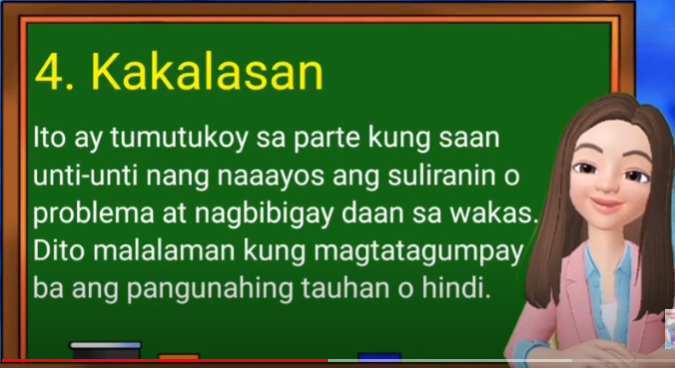 4. Kakalasan
Ito ay tumutukoy sa parte kung saan
unti-unti nang naaayos ang suliranin o
problema at nagbibigay daan sa wakas.
Dito malalaman kung magtatagumpay
ba ang pangunahing tauhan o hindi.